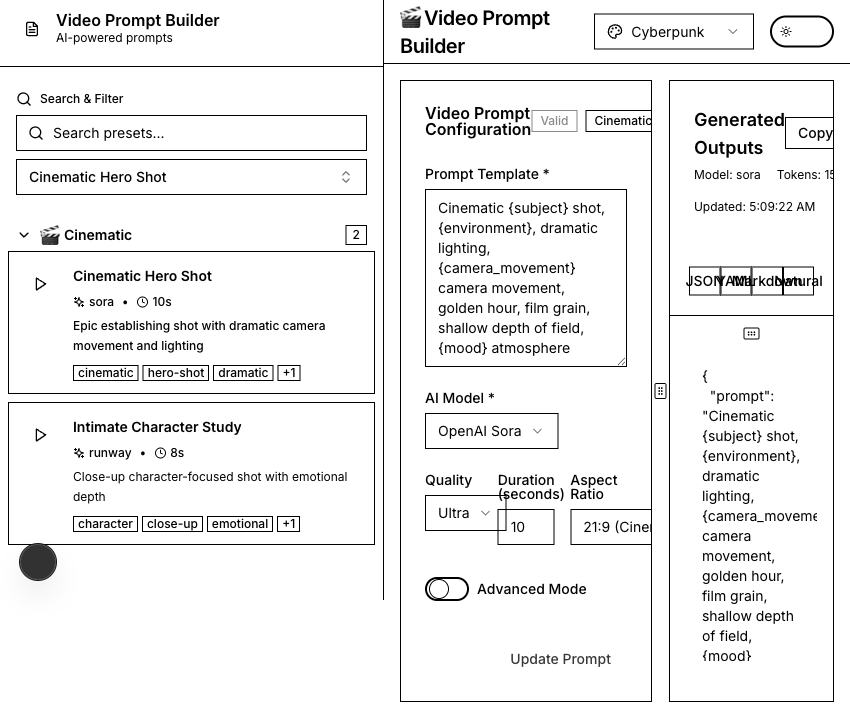 Video Prompt Builder
AI-powered prompts
Search & Filter
Search presets...
Cinematic Hero Shot
🎬 Cinematic
2
Cinematic Hero Shot
sora • 10s
Epic establishing shot with dramatic camera
movement and lighting
cinematic hero-shot dramatic +1
Intimate Character Study
runway • 8s
Close-up character-focused shot with emotional
depth
character close-up emotional +1
🎬Video Prompt
Builder
Cyberpunk
Video Prompt
Configuration
Valid
Cinematic
Prompt Template *
Cinematic {subject} shot,
{environment}, dramatic
lighting,
{camera_movement}
camera movement,
golden hour, film grain,
shallow depth of field,
{mood} atmosphere
AI Model *
OpenAI Sora
Quality
Ultra
Duration
(seconds)
10
Aspect
Ratio
21:9 (Ciner
Advanced Mode
Update Prompt
Generated
Outputs
Copy
Model: sora Tokens: 15
Updated: 5:09:22 AM
JSON YAML Markdown Natural
{
"prompt":
"Cinematic
{subject} shot,
{environment},
dramatic
lighting,
{camera_moveme
camera
movement,
golden hour,
film grain,
shallow depth
of field,
{mood}